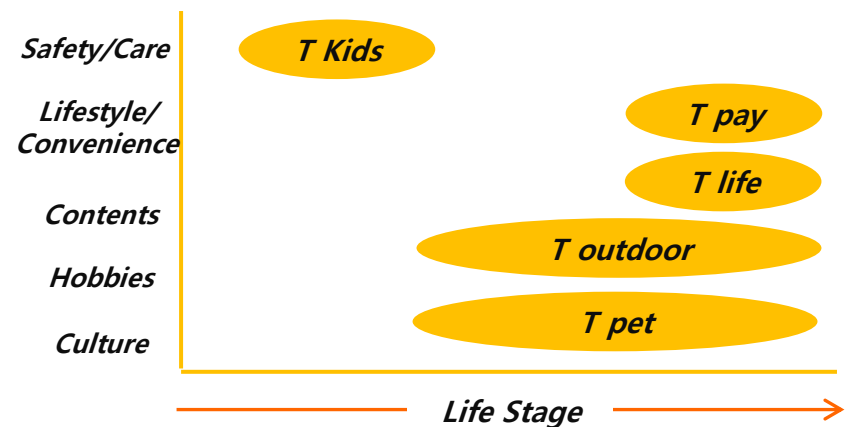 Safety/Care
T Kids
Lifestyle/
Convenience
T pay
T life
Contents
T outdoor
Hobbies
T pet
Culture
Life Stage